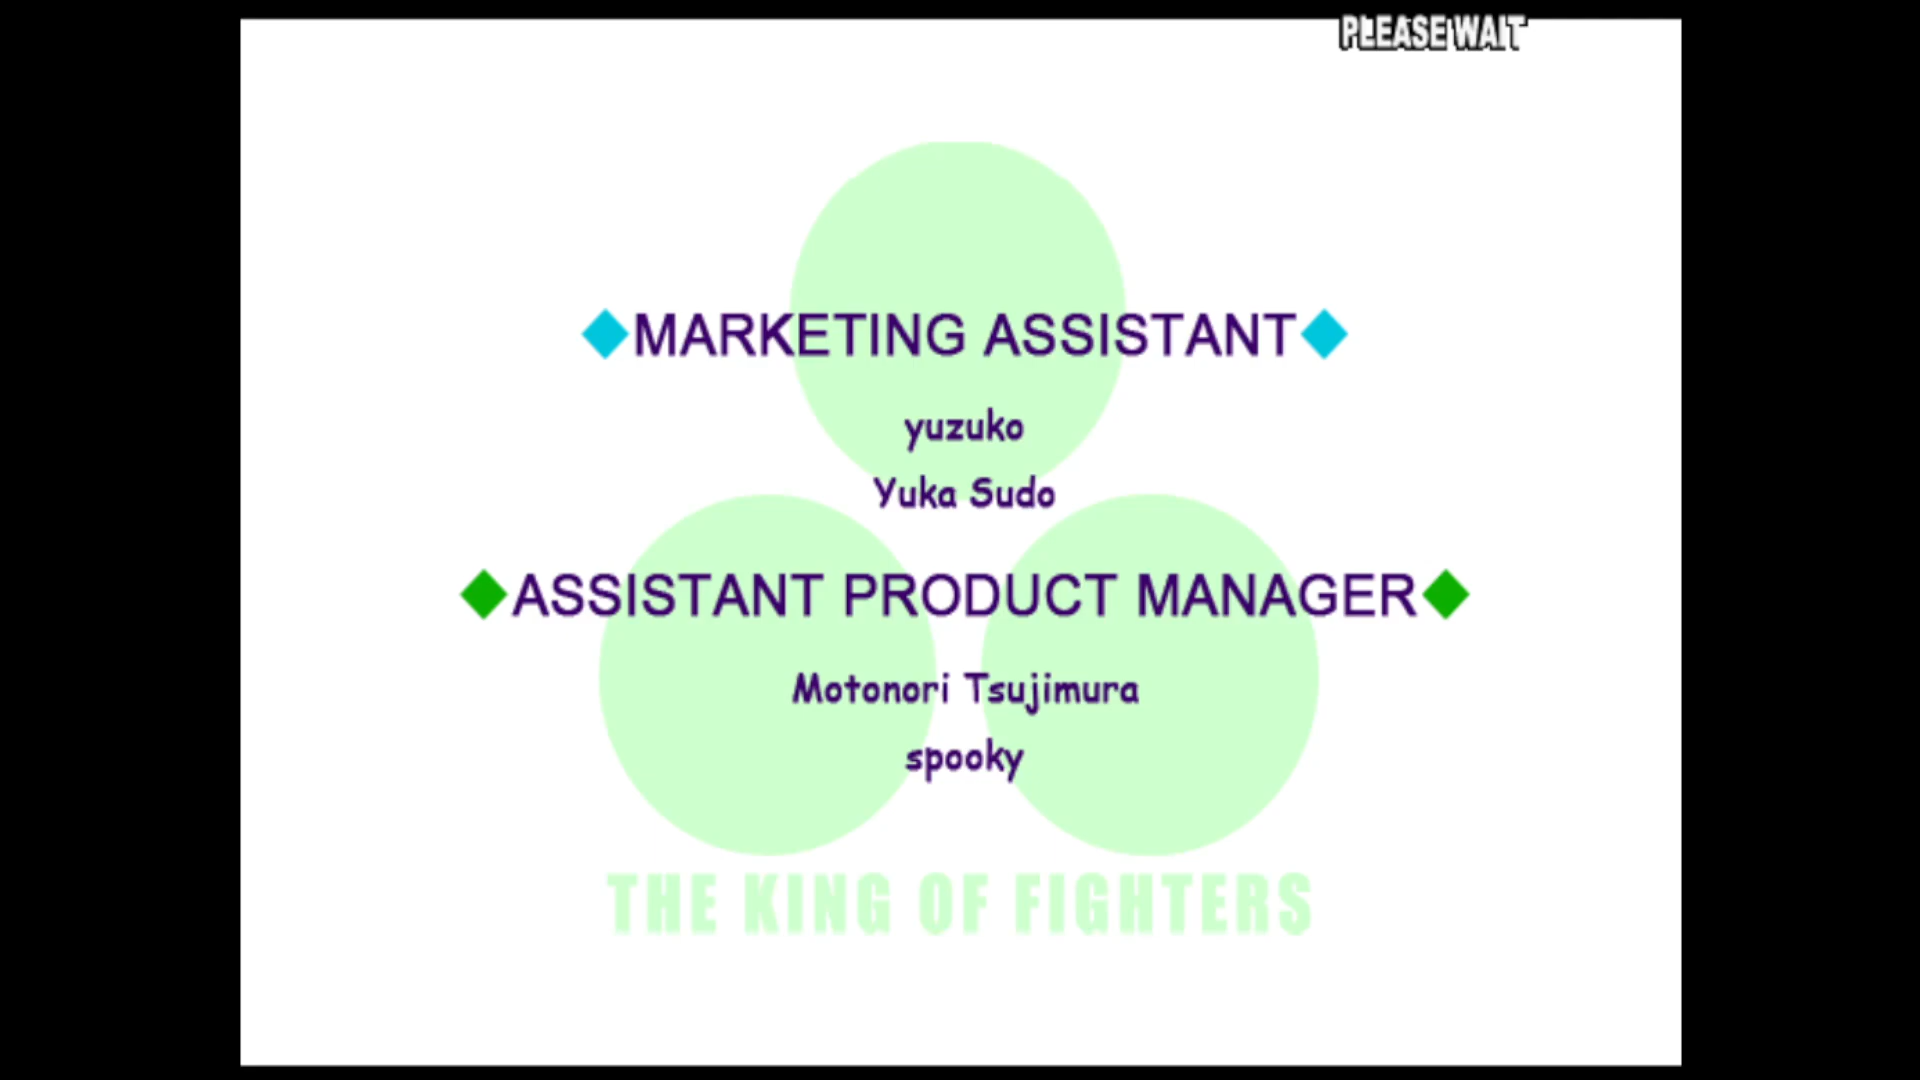 PLEASE WAIT
◆MARKETING ASSISTANT◆
yuzuko
Yuka Sudo
◆ASSISTANT PRODUCT MANAGER◆
Motonori Tsujimura
spooky
THE KING OF FIGHTERS